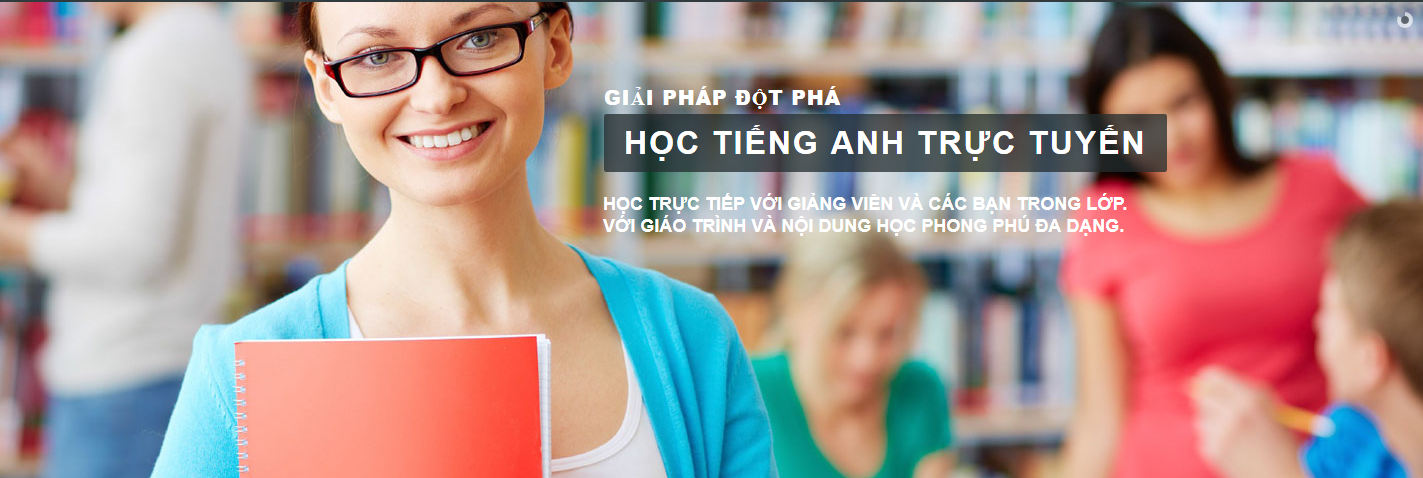 GIẢI PHÁP ĐỘT PHÁ
HỌC TIẾNG ANH TRỰC TUYẾN
HỌC TRỰC TIẾP VỚI GIẢNG VIÊN VÀ CÁC BẠN TRONG LỚP.
VỚI GIÁO TRÌNH VÀ NỘI DUNG HỌC PHONG PHÚ ĐA DẠNG.